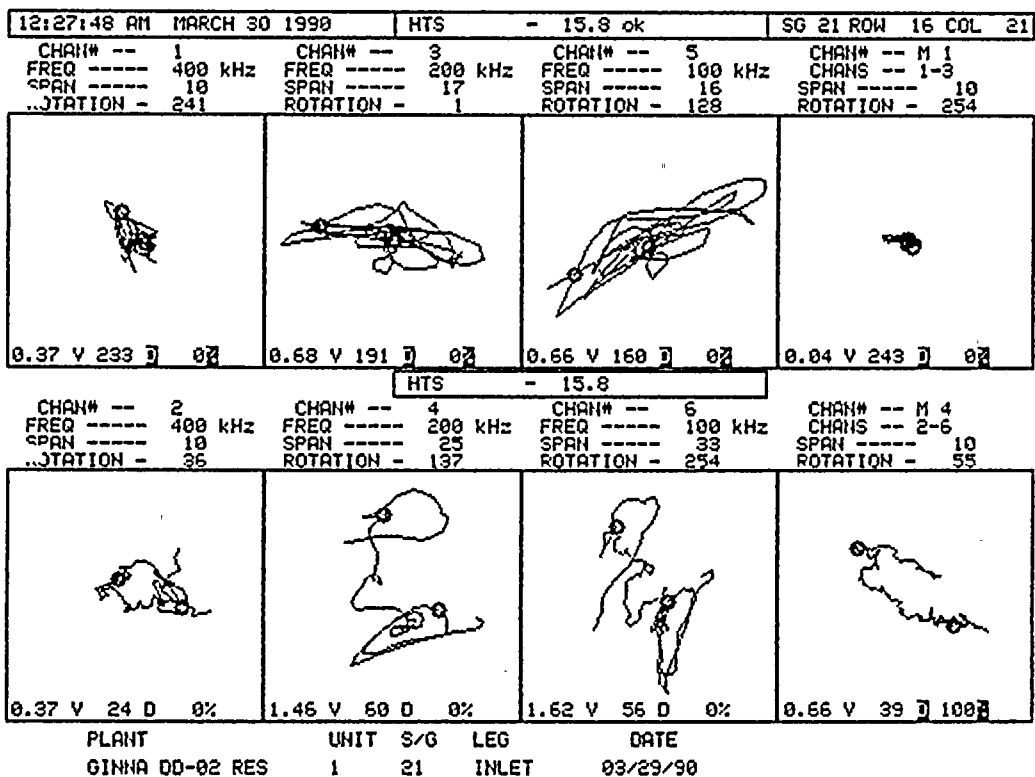 12:27:48 AM MARCH 30 1990 HTS - 15.8 ok SG 21 ROW 16 COL 21
CHAN# -- 1 CHAN# -- 3 CHAN# -- 5 CHAN# -- M 1
FREQ ----- 400 kHz FREQ ----- 200 kHz FREQ ----- 100 kHz CHANS -- 1-3
SPAN ----- 10 SPAN ----- 17 SPAN ----- 16 SPAN ----- 10
..OTATION - 241 ROTATION - 1 ROTATION - 128 ROTATION - 254
0.37 V 233 D 0% 0.68 V 191 D 0% 0.66 V 160 D 0% 0.04 V 243 D 0%
HTS - 15.8
CHAN# -- 2 CHAN# -- 4 CHAN# -- 6 CHAN# -- M 4
FREQ ----- 400 kHz FREQ ----- 200 kHz FREQ ----- 100 kHz CHANS -- 2-6
SPAN ----- 10 SPAN ----- 25 SPAN ----- 33 SPAN ----- 10
..OTATION - 36 ROTATION - 137 ROTATION - 254 ROTATION - 55
0.37 V 24 D 0% 1.46 V 60 D 0% 1.62 V 56 D 0% 0.66 V 39 D 100%
PLANT UNIT S/G LEG DATE
GINNA DD-02 RES 1 21 INLET 03/29/90